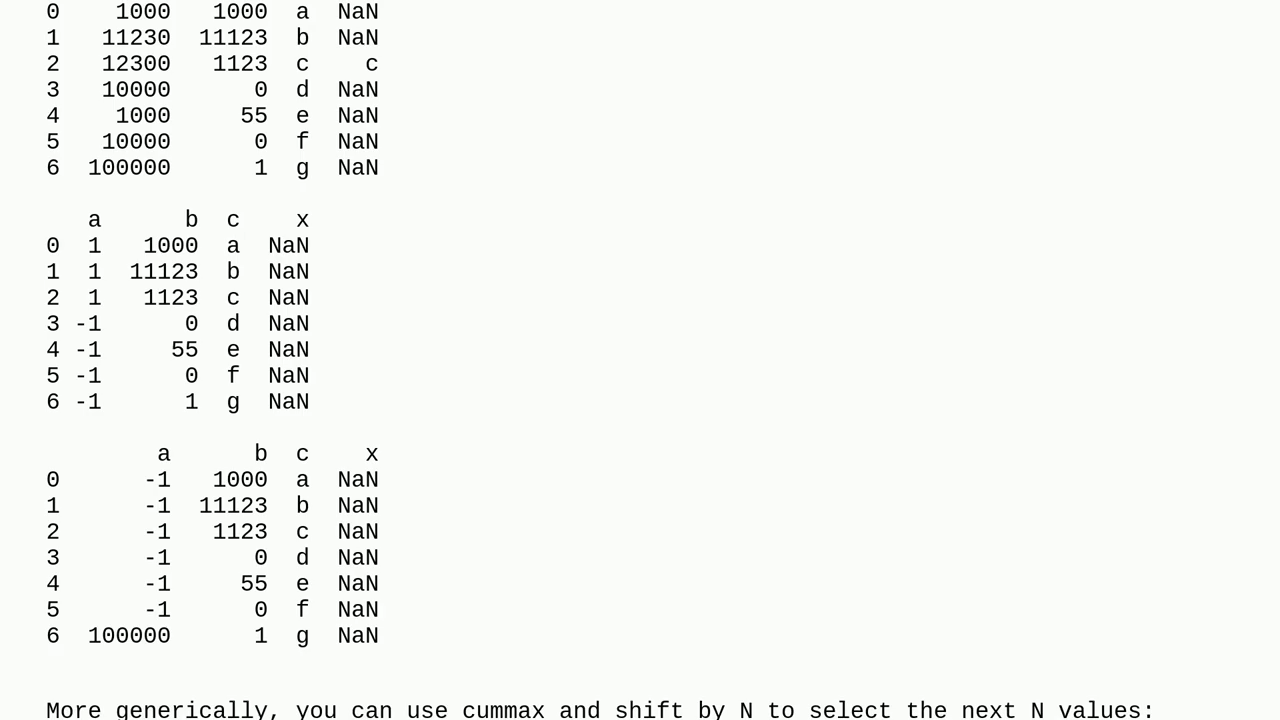 0    1000   1000  a  NaN
1   11230  11123  b  NaN
2   12300   1123  c    c
3   10000      0  d  NaN
4    1000     55  e  NaN
5   10000      0  f  NaN
6  100000      1  g  NaN
   a      b  c    x
0  1   1000  a  NaN
1  1  11123  b  NaN
2  1   1123  c  NaN
3 -1      0  d  NaN
4 -1     55  e  NaN
5 -1      0  f  NaN
6 -1      1  g  NaN
        a      b  c    x
0      -1   1000  a  NaN
1      -1  11123  b  NaN
2      -1   1123  c  NaN
3      -1      0  d  NaN
4      -1     55  e  NaN
5      -1      0  f  NaN
6  100000      1  g  NaN
More generically, you can use cummax and shift by N to select the next N values: